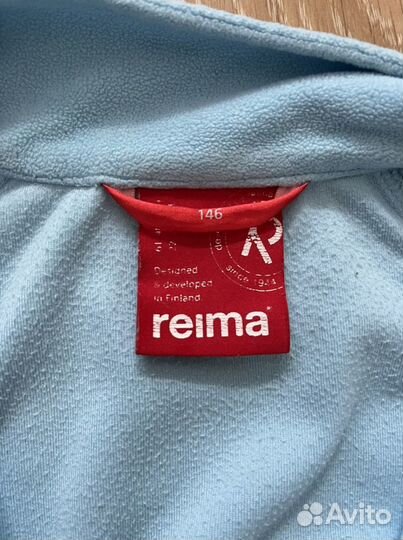 146
Designed
& developed
in Finland.
since 1944
reima
Avito